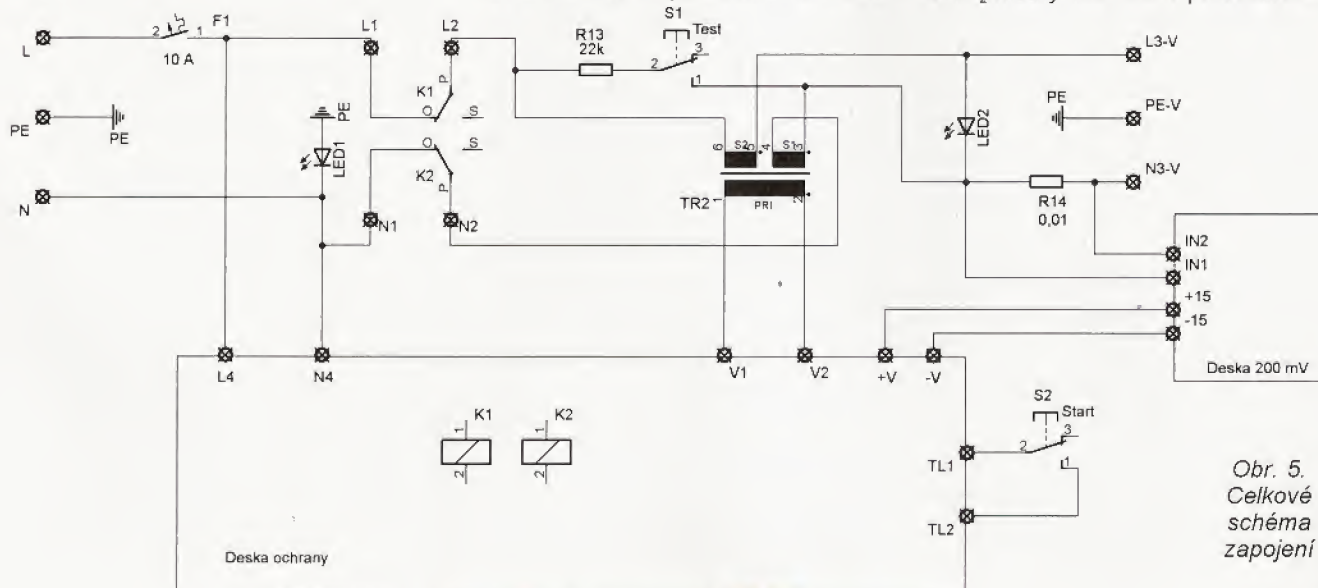 S1
Test
L
2
1
F1
10 A
L1
L2
R13
22k
2
3
1
L3-V
P
K1
O
S
PE
PE
PE
LED1
O
S
K2
P
6
S2
5
4
S1
3
LED2
PE
PE-V
N
N1
N2
TR2
1
PRI
2
R14
0,01
N3-V
IN2
IN1
+15
-15
Deska 200 mV
L4
N4
V1
V2
+V
-V
K1
1
2
K2
1
2
S2
Start
2
3
1
TL1
TL2
Deska ochrany
Obr. 5.
Celkové
schéma
zapojení